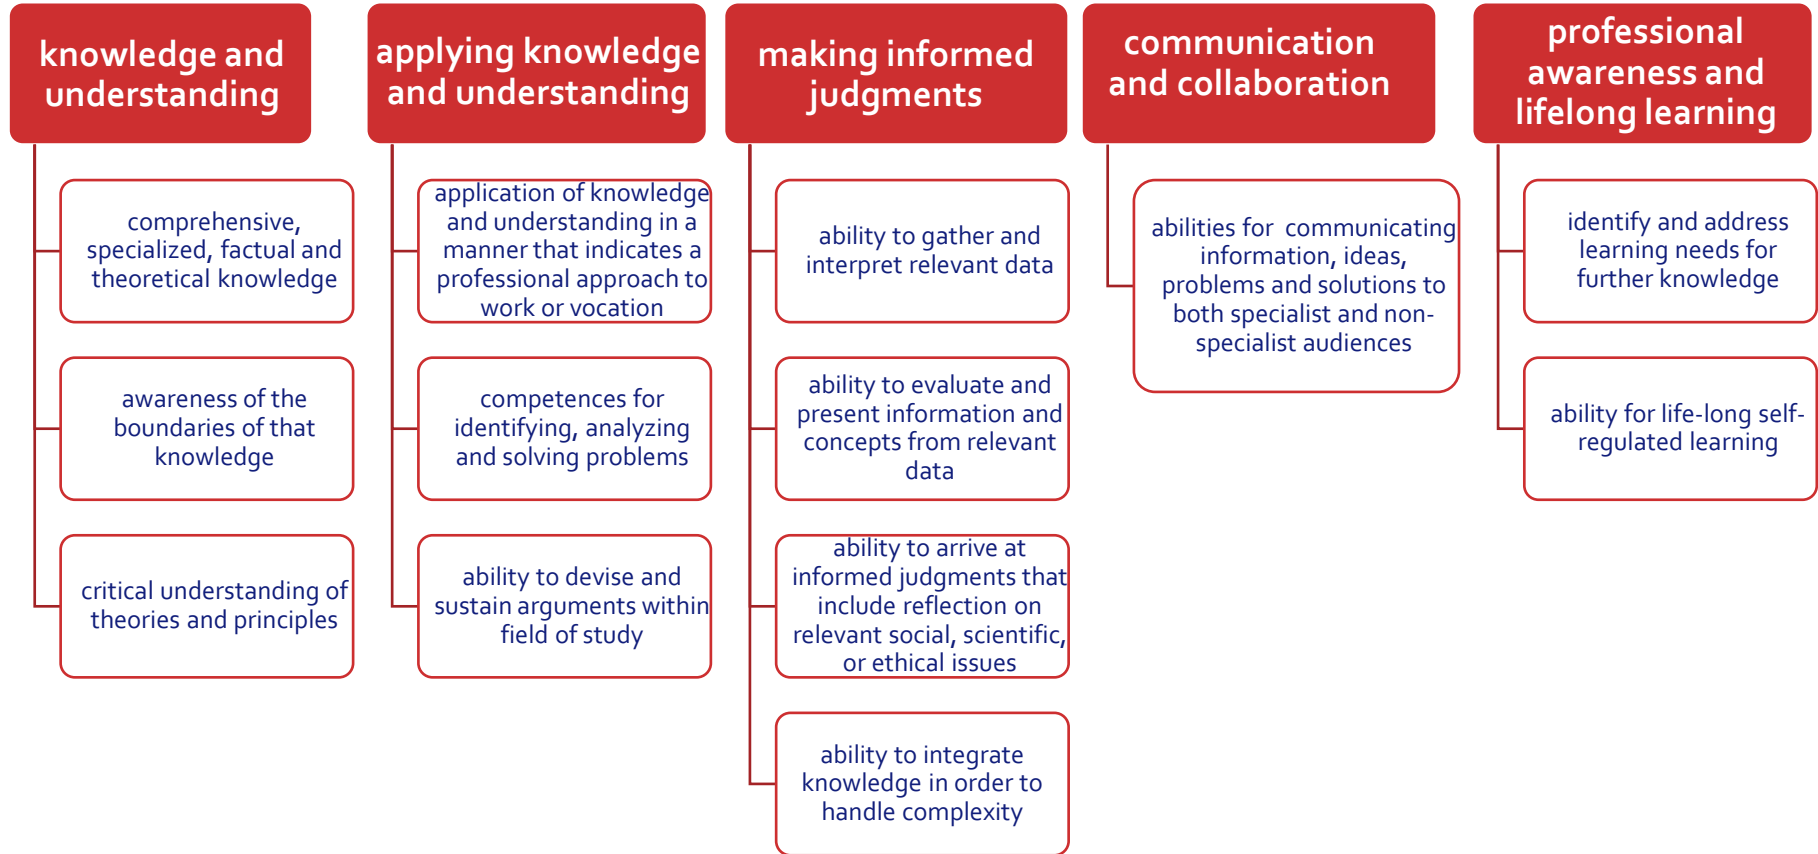 knowledge and
understanding
comprehensive,
specialized, factual and
theoretical knowledge
awareness of the
boundaries of that
knowledge
critical understanding of
theories and principles
applying knowledge
and understanding
application of knowledge
and understanding in a
manner that indicates a
professional approach to
work or vocation
competences for
identifying, analyzing
and solving problems
ability to devise and
sustain arguments within
field of study
making informed
judgments
ability to gather and
interpret relevant data
ability to evaluate and
present information and
concepts from relevant
data
ability to arrive at
informed judgments that
include reflection on
relevant social, scientific,
or ethical issues
ability to integrate
knowledge in order to
handle complexity
communication
and collaboration
abilities for communicating
information, ideas,
problems and solutions to
both specialist and non-
specialist audiences
professional
awareness and
lifelong learning
identify and address
learning needs for
further knowledge
ability for life-long self-
regulated learning